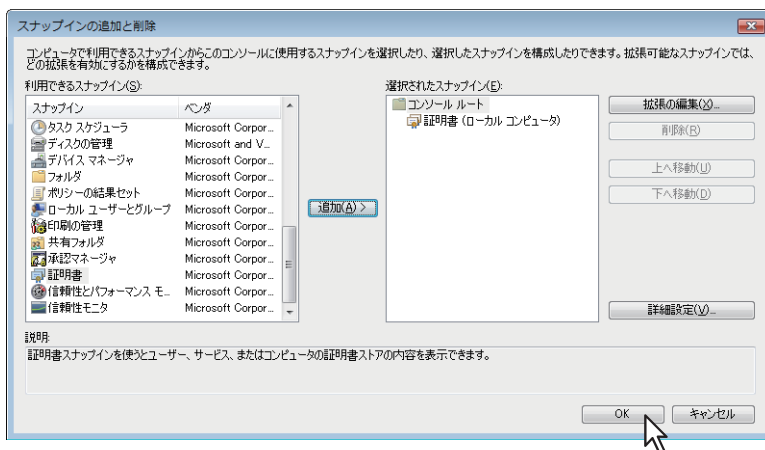 スナップインの追加と削除
コンピュータで利用できるスナップインからこのコンソールに使用するスナップインを選択したり、選択したスナップインを構成したりできます。拡張可能なスナップインでは、
どの拡張を有効にするかを構成できます。
利用できるスナップイン(S):
スナップイン ベンダ
タスク スケジューラ Microsoft Corpor...
ディスクの管理 Microsoft and V...
デバイス マネージャ Microsoft Corpor...
フォルダ Microsoft Corpor...
ポリシーの結果セット Microsoft Corpor...
ローカル ユーザーとグループ Microsoft Corpor...
印刷の管理 Microsoft Corpor...
共有フォルダ Microsoft Corpor...
承認マネージャ Microsoft Corpor...
証明書 Microsoft Corpor...
信頼性とパフォーマンス モ... Microsoft Corpor...
信頼性モニタ Microsoft Corpor...
追加(A) >
選択されたスナップイン(E):
コンソール ルート
証明書 (ローカル コンピュータ)
拡張の編集(X)...
削除(R)
上へ移動(U)
下へ移動(D)
詳細設定(V)...
説明:
証明書スナップインを使うとユーザー、サービス、またはコンピュータの証明書ストアの内容を表示できます。
OK
キャンセル